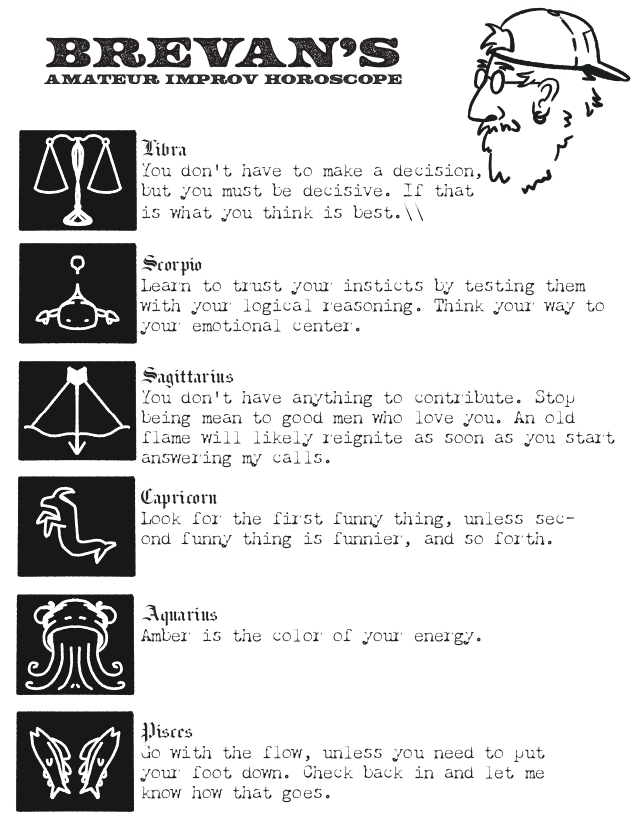 BREVAN'S
AMATEUR IMPROV HOROSCOPE
Libra
You don't have to make a decision,
but you must be decisive. If that
is what you think is best.\\
Scorpio
Learn to trust your insticts by testing them
with your logical reasoning. Think your way to
your emotional center.
Sagittarius
You don't have anything to contribute. Stop
being mean to good men who love you. An old
flame will likely reignite as soon as you start
answering my calls.
Capricorn
Look for the first funny thing, unless sec-
ond funny thing is funnier, and so forth.
Aquarius
Amber is the color of your energy.
Pisces
Go with the flow, unless you need to put
your foot down. Check back in and let me
know how that goes.